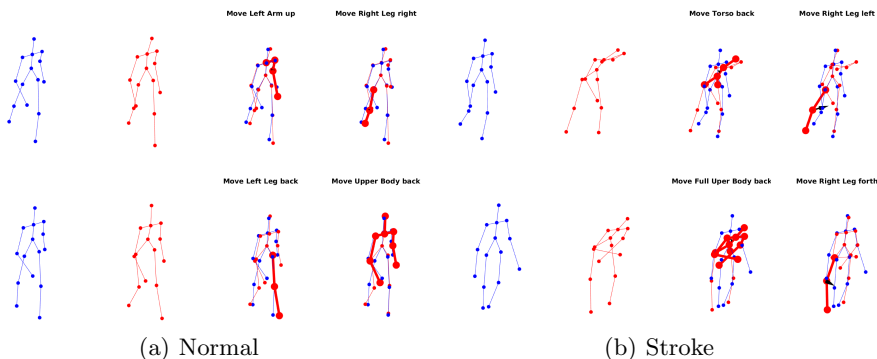 Move Left Arm up
Move Right Leg right
Move Torso back
Move Right Leg left
Move Left Leg back
Move Upper Body back
Move Full Uper Body back
Move Right Leg forth
(a) Normal
(b) Stroke